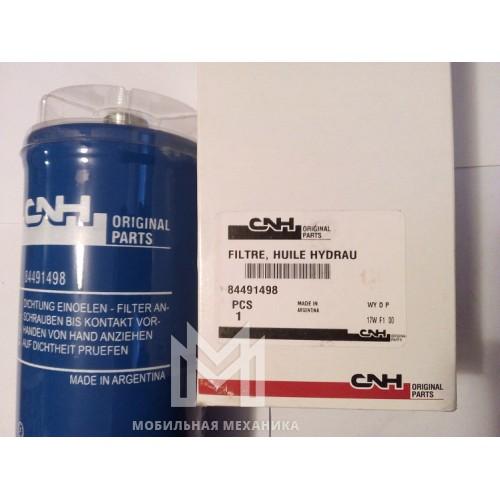 CNH
ORIGINAL
PARTS
84491498
DICHTUNG EINOELEN - FILTER AN-
SCHRAUBEN BIS KONTAKT VOR-
HANDEN VON HAND ANZIEHEN
AUF DICHTHEIT PRUEFEN
MADE IN ARGENTINA
CNH
ORIGINAL
PARTS
FILTRE, HUILE HYDRAU
84491498
PCS
1
MADE IN
ARGENTINA
WY D P
17W F1 00
CNH
ORIGINAL
PARTS
МОБИЛЬНАЯ МЕХАНИКА